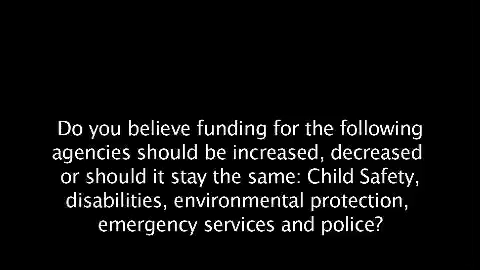 Do you believe funding for the following
agencies should be increased, decreased
or should it stay the same: Child Safety,
disabilities, environmental protection,
emergency services and police?